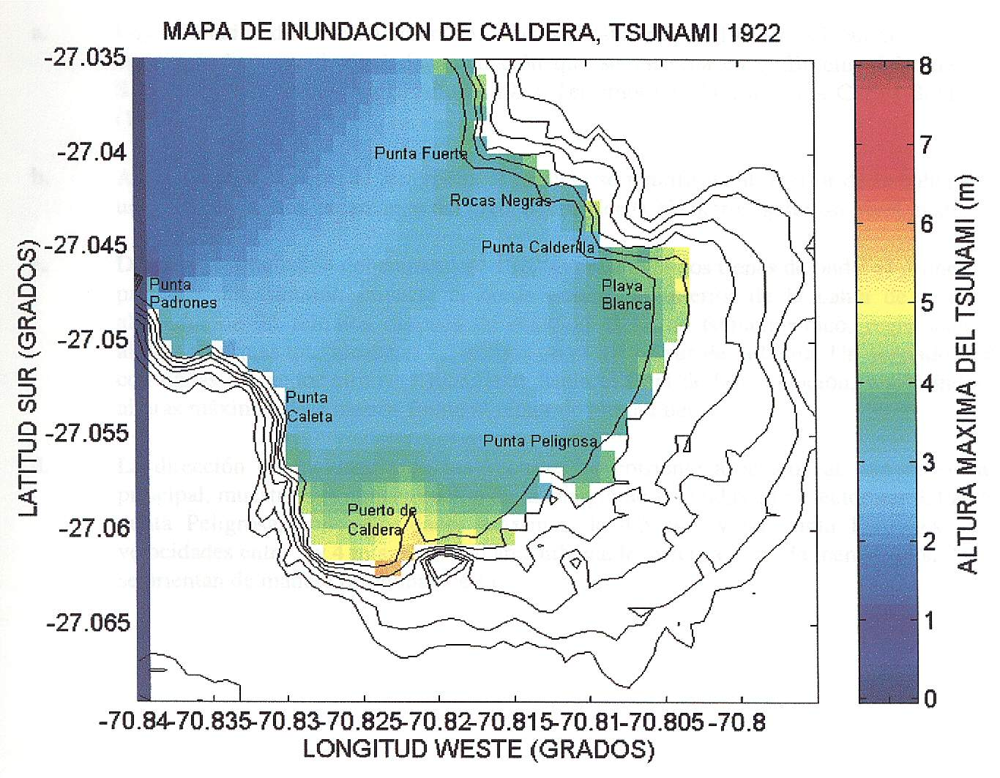 MAPA DE INUNDACION DE CALDERA, TSUNAMI 1922
-27.035
-27.04
-27.045
-27.05
-27.055
-27.06
-27.065
LATITUD SUR (GRADOS)
Punta Fuerte
Rocas Negras
Punta Calderilla
Punta
Padrones
Playa
Blanca
Punta
Caleta
Punta Peligrosa
Puerto de
Caldera
-70.84 -70.835 -70.83 -70.825 -70.82 -70.815 -70.81 -70.805 -70.8
LONGITUD WESTE (GRADOS)
8
7
6
5
4
3
2
1
0
ALTURA MAXIMA DEL TSUNAMI (m)